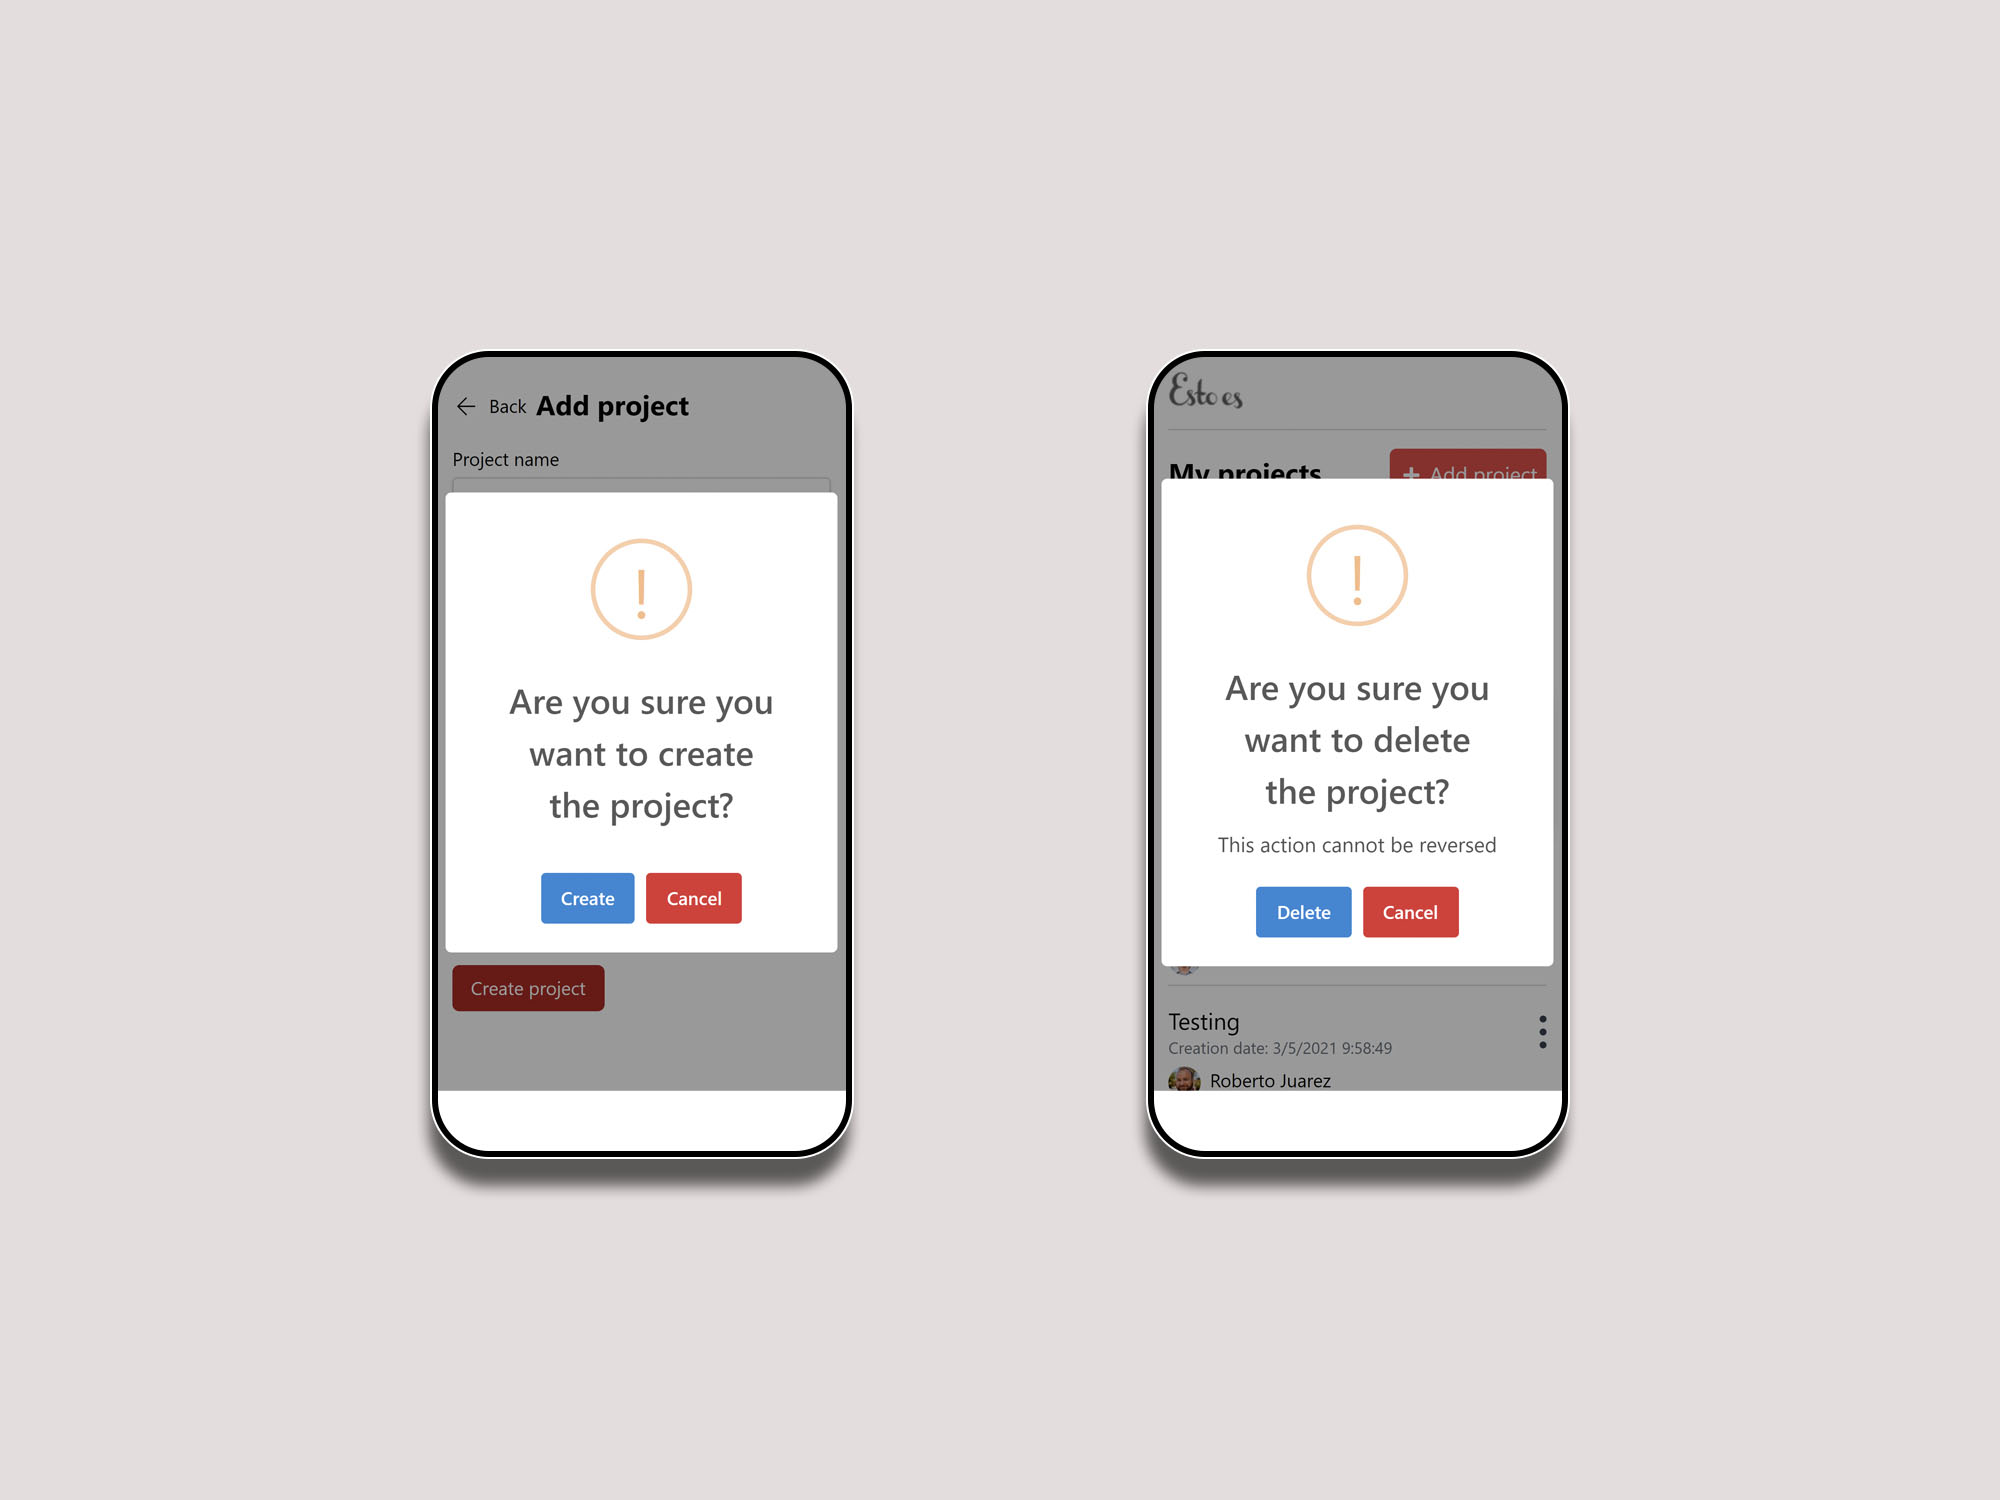 Back Add project
Project name
!
Are you sure you
want to create
the project?
Create Cancel
Create project
Esto es
My projects + Add project
!
Are you sure you
want to delete
the project?
This action cannot be reversed
Delete Cancel
Testing
Creation date: 3/5/2021 9:58:49
Roberto Juarez